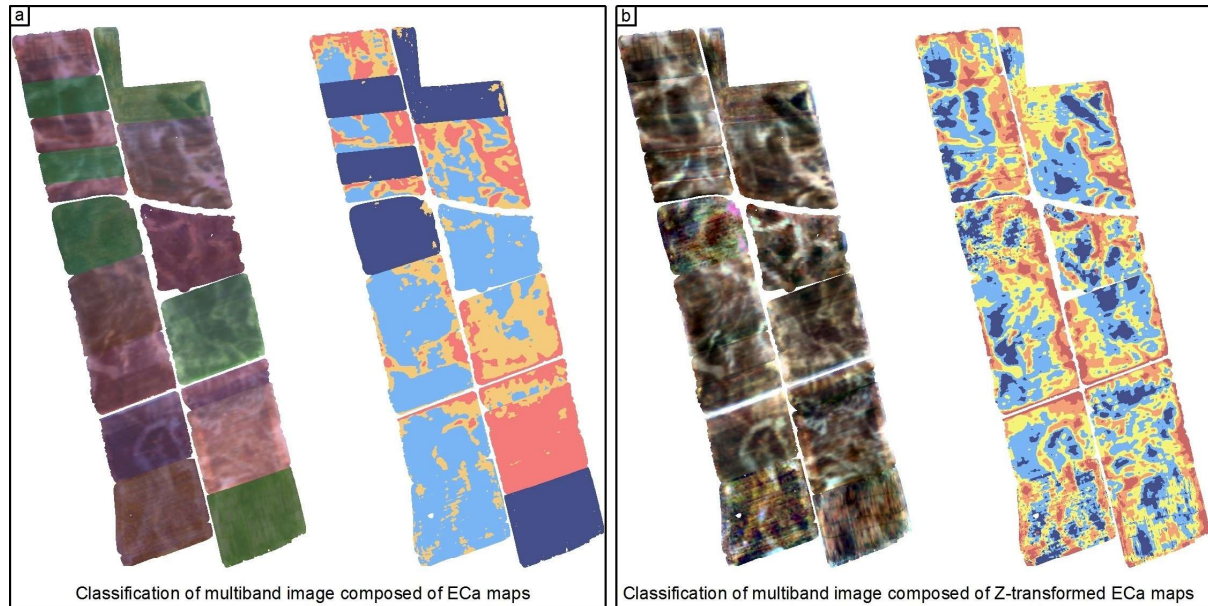 a
b
Classification of multiband image composed of ECa maps
Classification of multiband image composed of Z-transformed ECa maps